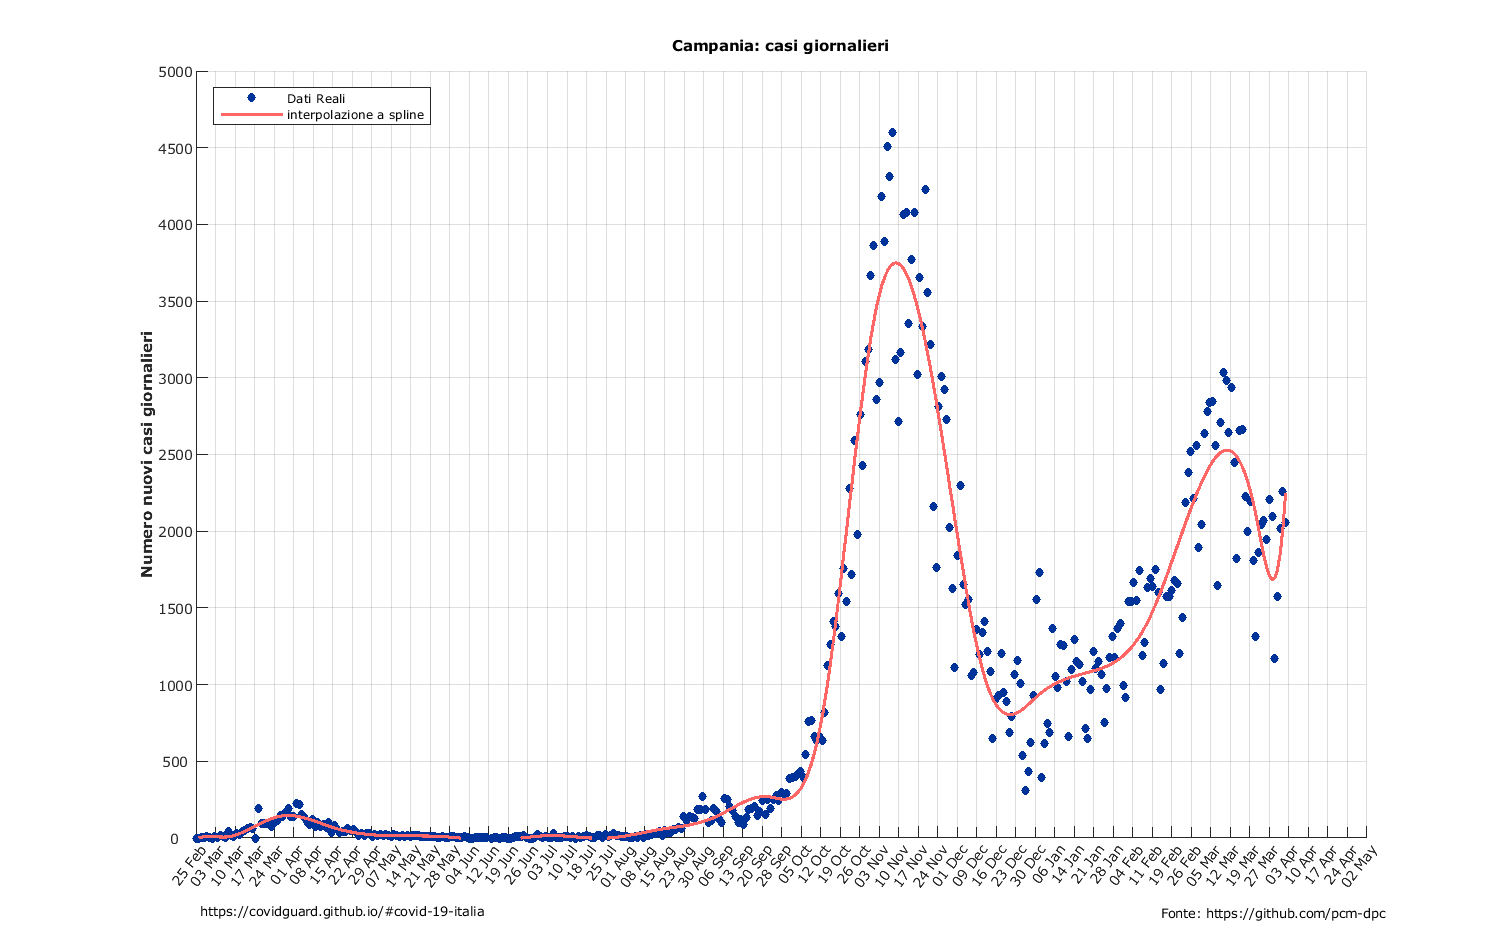 Campania: casi giornalieri
Dati Reali
interpolazione a spline
Numero nuovi casi giornalieri
5000
4500
4000
3500
3000
2500
2000
1500
1000
500
0
25 Feb
03 Mar
10 Mar
17 Mar
24 Mar
01 Apr
08 Apr
15 Apr
22 Apr
29 Apr
07 May
14 May
21 May
28 May
04 Jun
12 Jun
19 Jun
26 Jun
03 Jul
10 Jul
18 Jul
25 Jul
01 Aug
08 Aug
15 Aug
23 Aug
30 Aug
06 Sep
13 Sep
20 Sep
28 Sep
05 Oct
12 Oct
19 Oct
26 Oct
03 Nov
10 Nov
17 Nov
24 Nov
01 Dec
09 Dec
16 Dec
23 Dec
30 Dec
06 Jan
14 Jan
21 Jan
28 Jan
04 Feb
11 Feb
19 Feb
26 Feb
05 Mar
12 Mar
19 Mar
27 Mar
03 Apr
10 Apr
17 Apr
24 Apr
02 May
https://covidguard.github.io/#covid-19-italia
Fonte: https://github.com/pcm-dpc